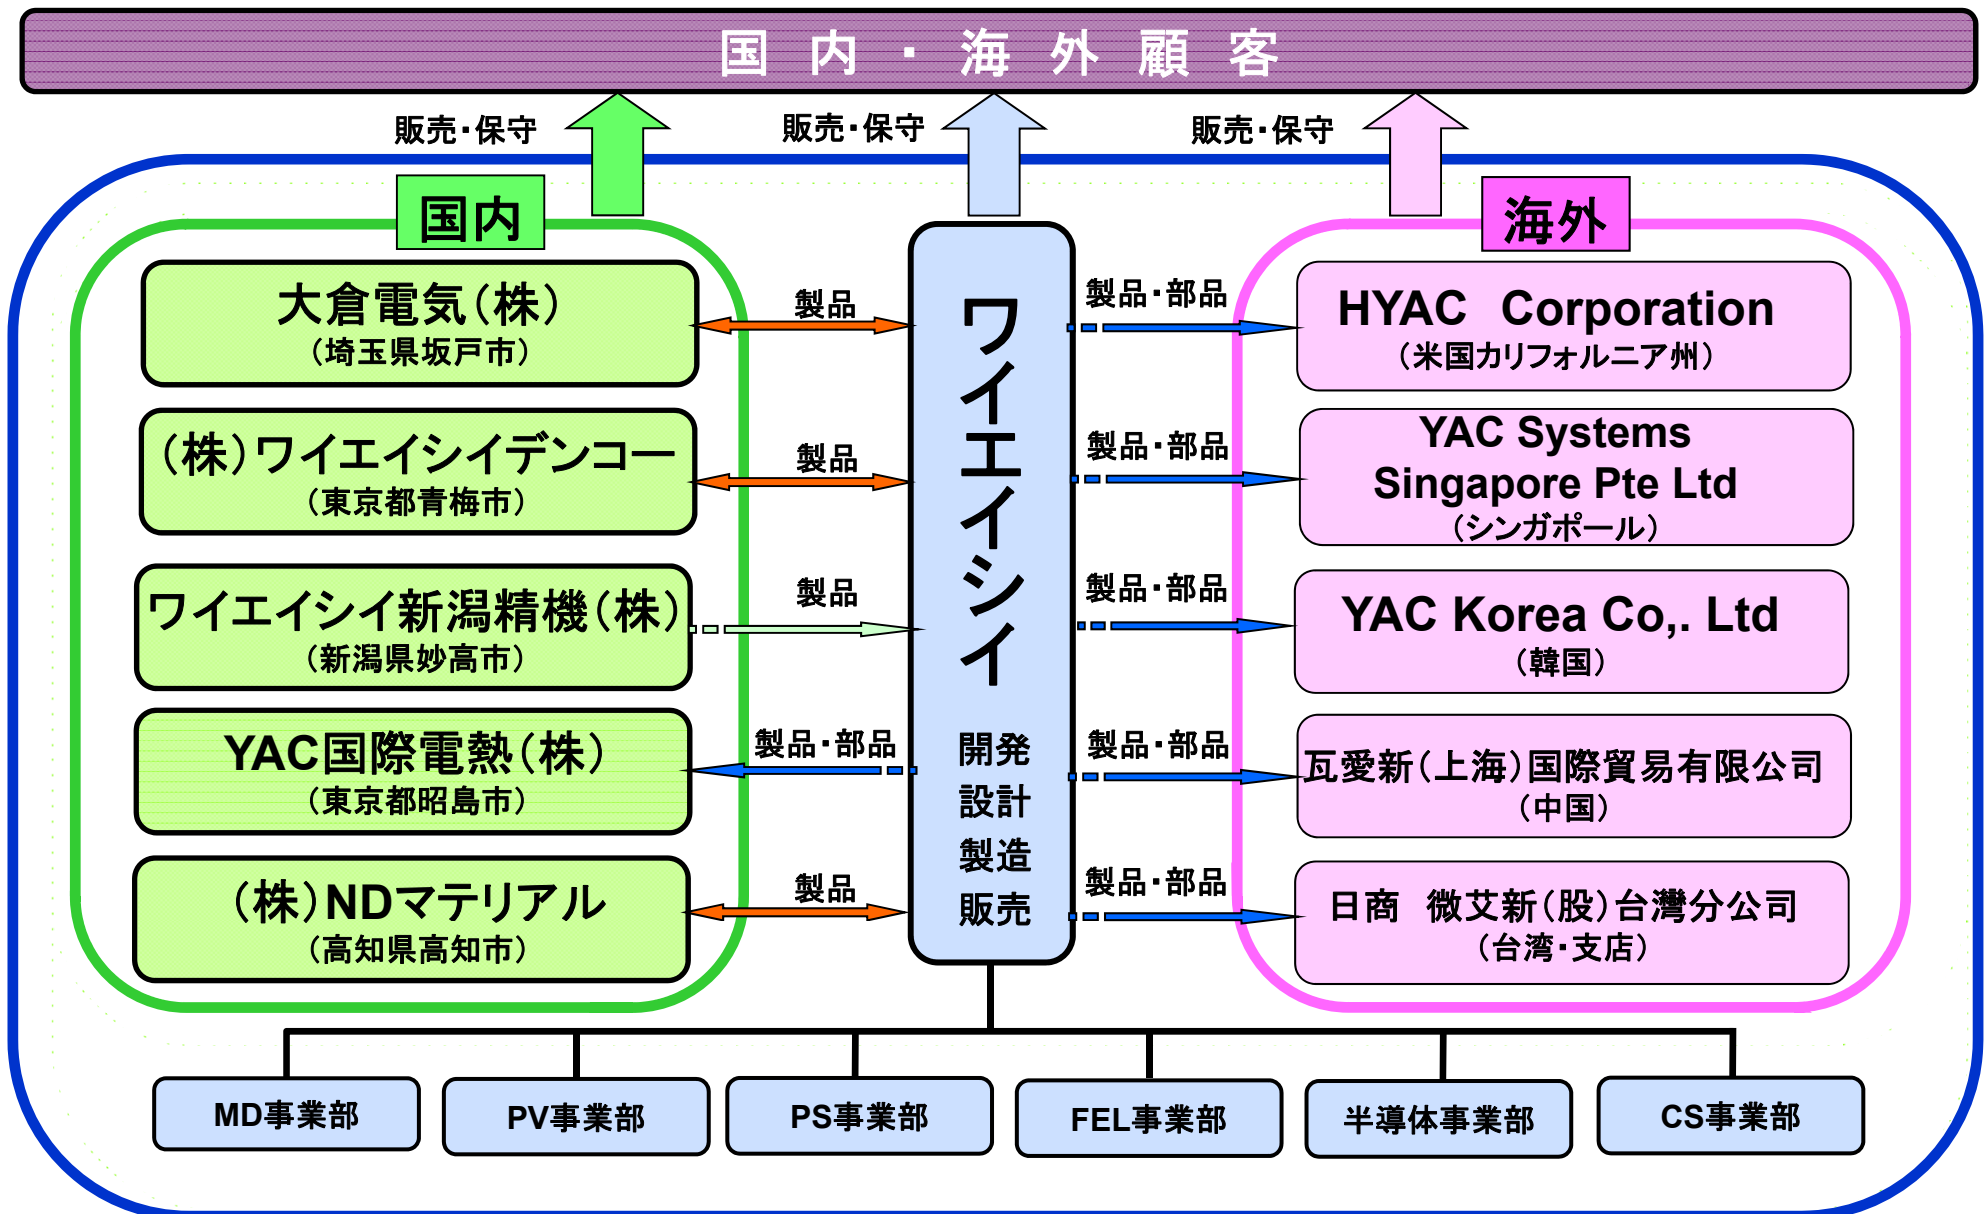 国内・海外顧客
販売・保守
販売・保守
販売・保守
国内
大倉電気（株）
（埼玉県坂戸市）
（株）ワイエイシイデンコー
（東京都青梅市）
ワイエイシイ新潟精機（株）
（新潟県妙高市）
YAC国際電熱（株）
（東京都昭島市）
（株）NDマテリアル
（高知県高知市）
製品
製品
製品
製品・部品
製品
ワイエイシイ
開発
設計
製造
販売
製品・部品
製品・部品
製品・部品
製品・部品
製品・部品
海外
HYAC Corporation
（米国カリフォルニア州）
YAC Systems
Singapore Pte Ltd
（シンガポール）
YAC Korea Co,. Ltd
（韓国）
瓦愛新（上海）国際貿易有限公司
（中国）
日商 微艾新（股）台灣分公司
（台湾・支店）
MD事業部
PV事業部
PS事業部
FEL事業部
半導体事業部
CS事業部